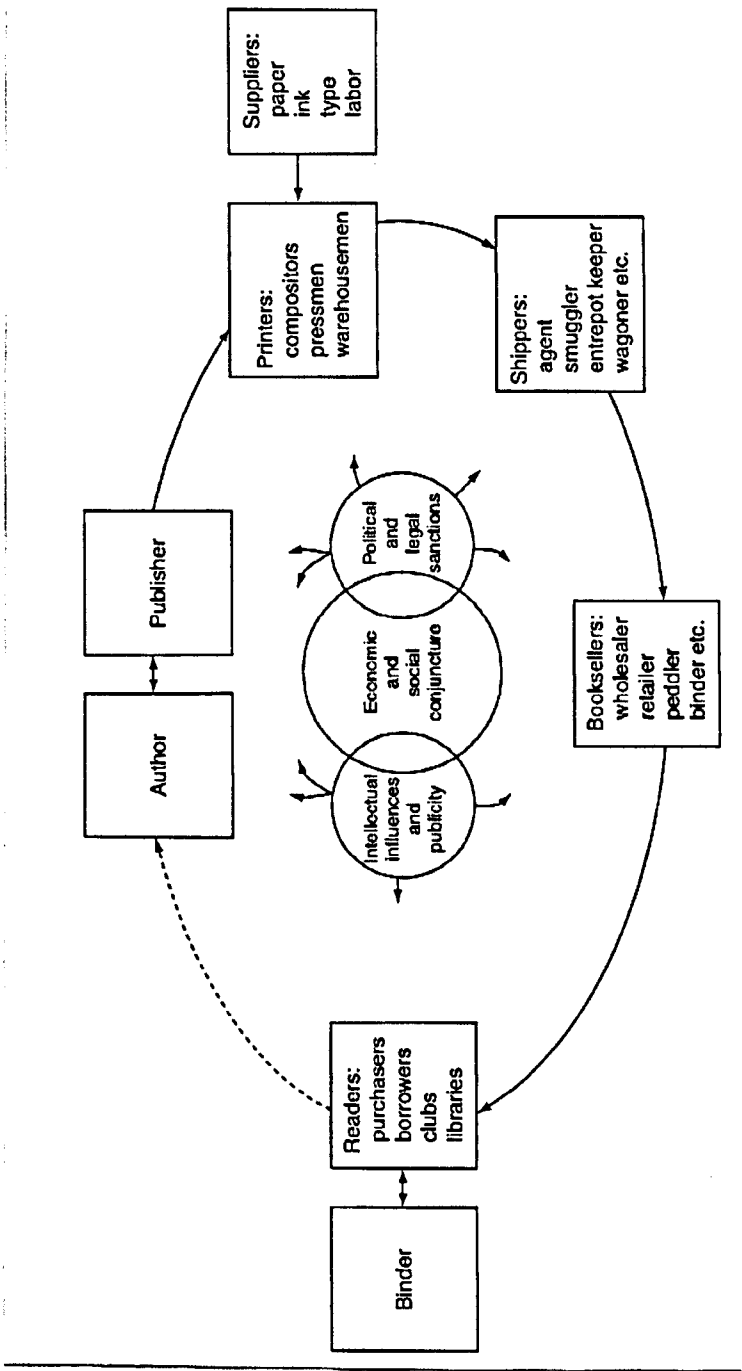 Author
Publisher
Printers:
compositors
pressmen
warehousemen
Suppliers:
paper
ink
type
labor
Shippers:
agent
smuggler
entrepot keeper
wagoner etc.
Booksellers:
wholesaler
retailer
peddler
binder etc.
Readers:
purchasers
borrowers
clubs
libraries
Binder
Intellectual
influences
and
publicity
Economic
and
social
conjuncture
Political
and
legal
sanctions